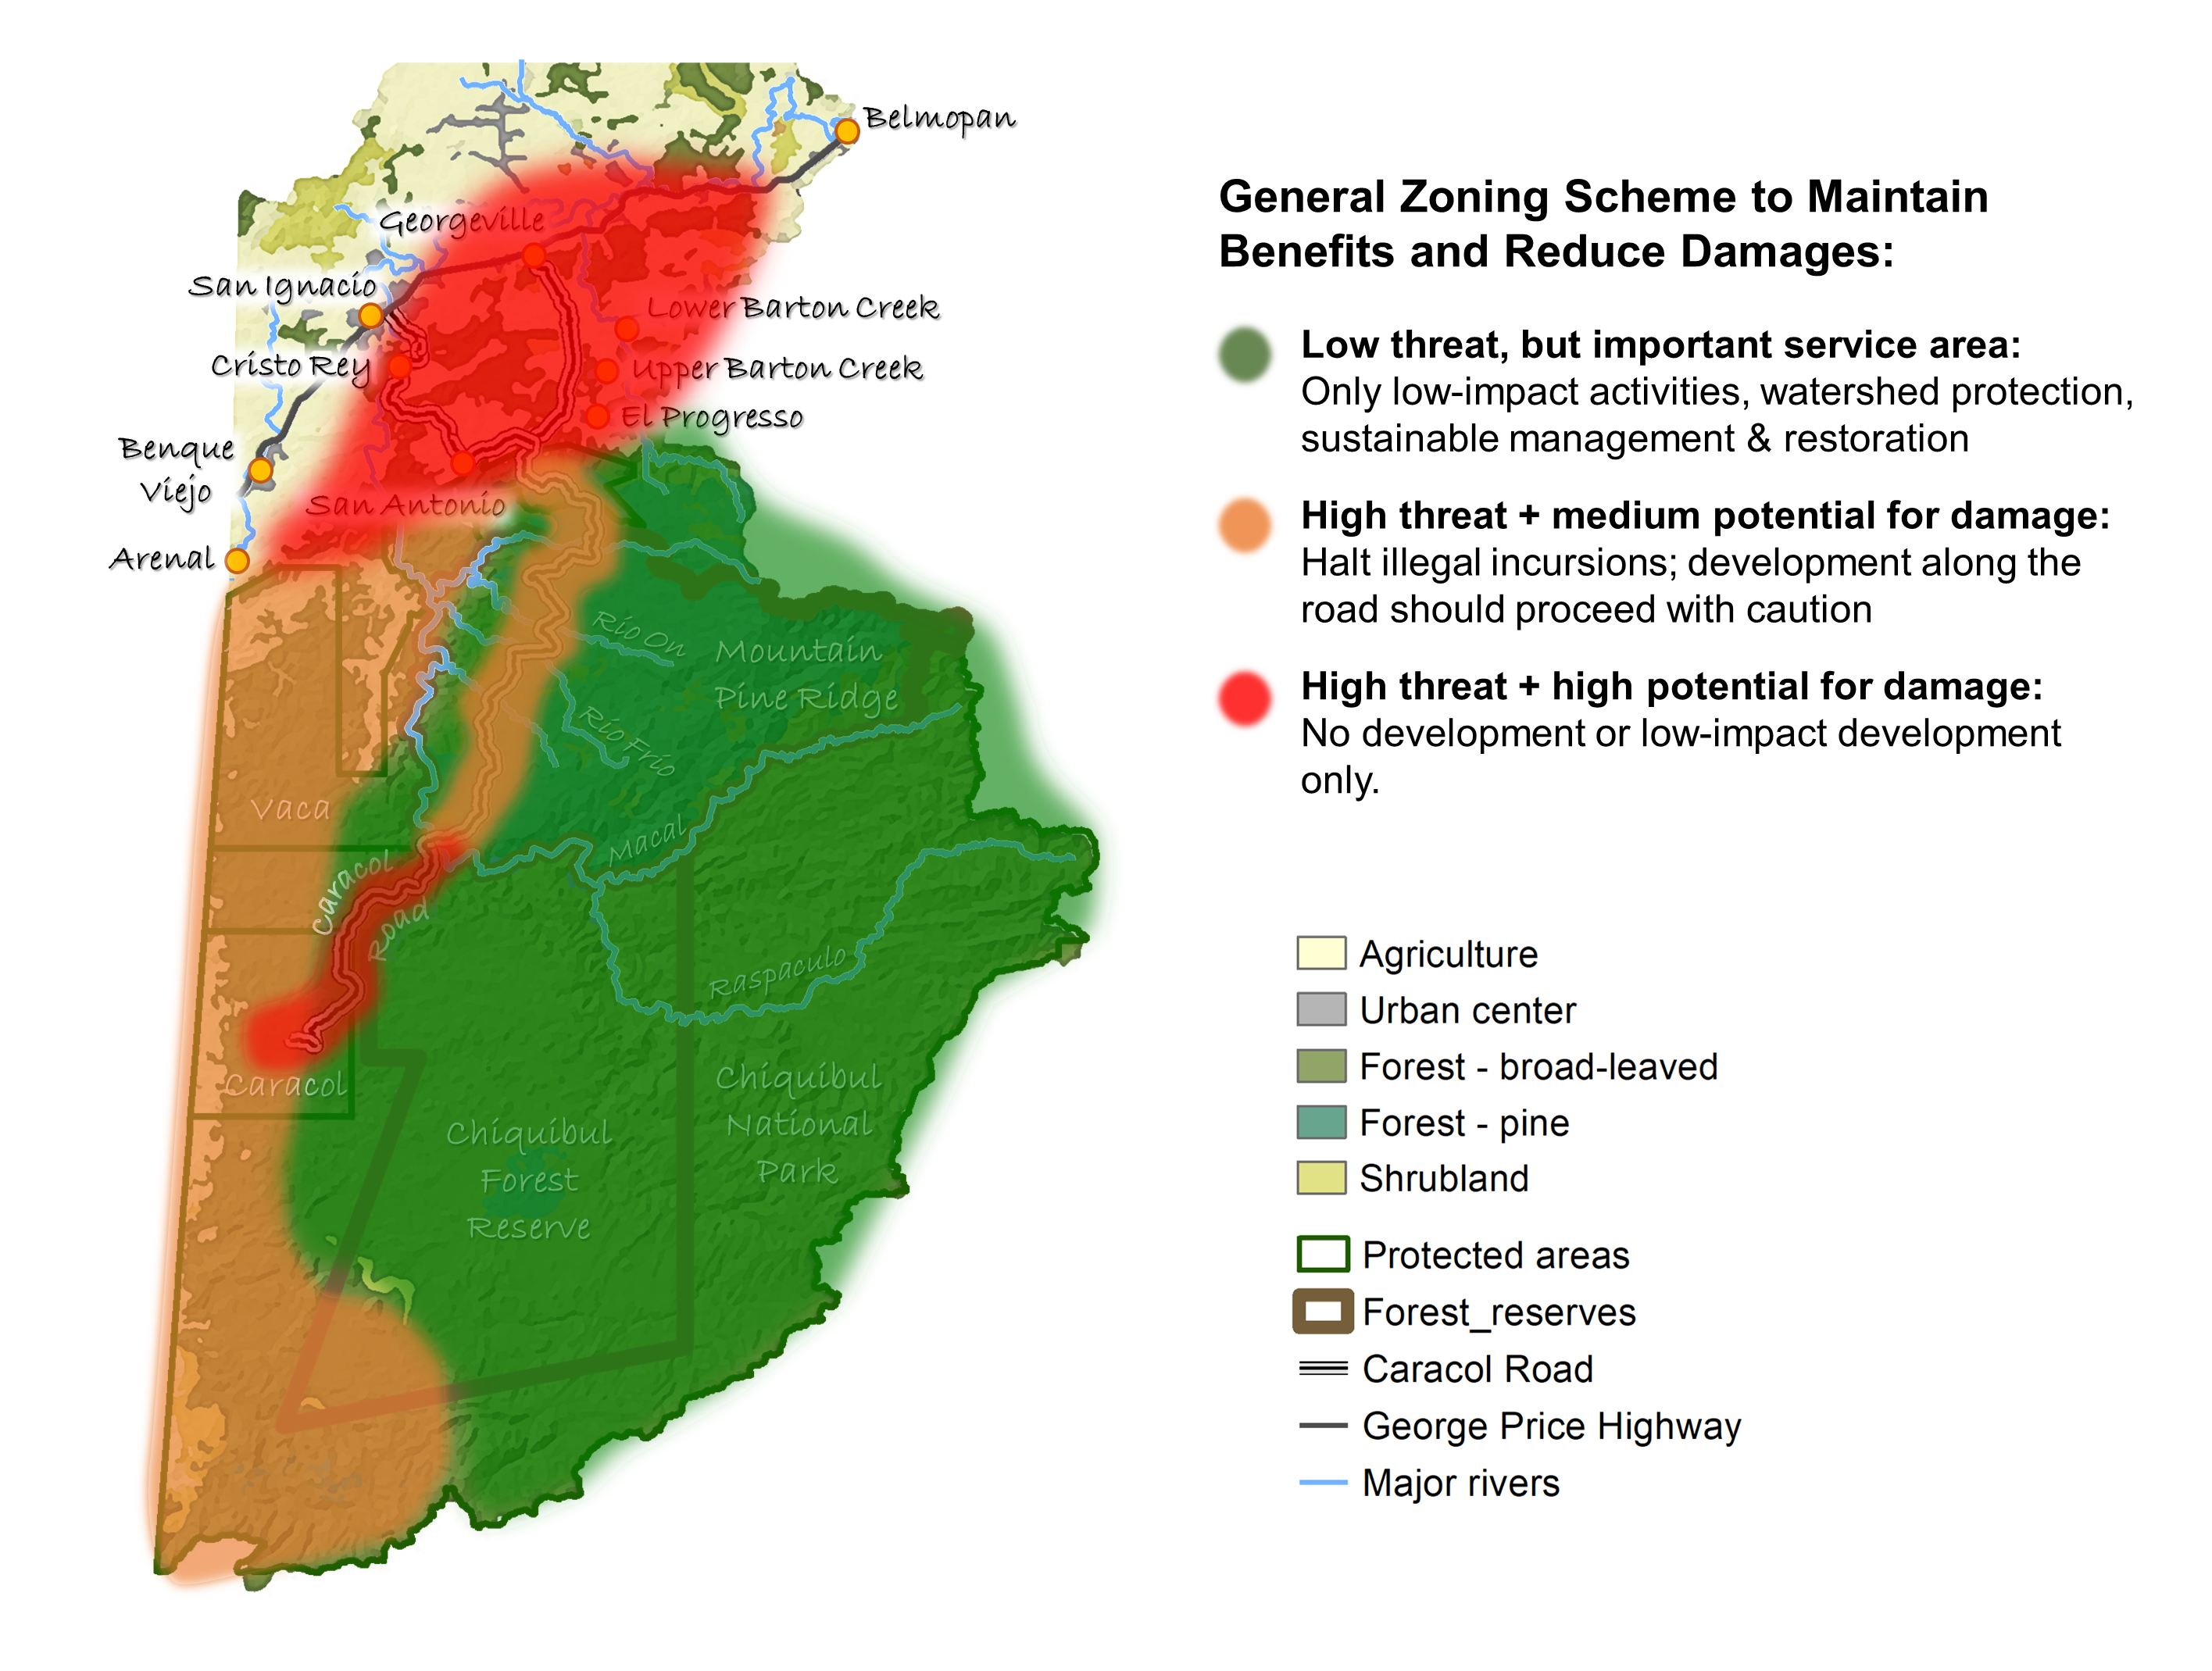 Belmopan
Georgeville
San Ignacio
Lower Barton Creek
Cristo Rey
Upper Barton Creek
El Progresso
Benque
Viejo
San Antonio
Arenal
Río On
Mountain
Pine Ridge
Río Frío
Vaca
Macal
Caracol
Road
Raspaculo
Caracol
Chiquibul
National
Park
Chiquibul
Forest
Reserve
General Zoning Scheme to Maintain
Benefits and Reduce Damages:
Low threat, but important service area:
Only low-impact activities, watershed protection,
sustainable management & restoration
High threat + medium potential for damage:
Halt illegal incursions; development along the
road should proceed with caution
High threat + high potential for damage:
No development or low-impact development
only.
Agriculture
Urban center
Forest - broad-leaved
Forest - pine
Shrubland
Protected areas
Forest_reserves
Caracol Road
George Price Highway
Major rivers